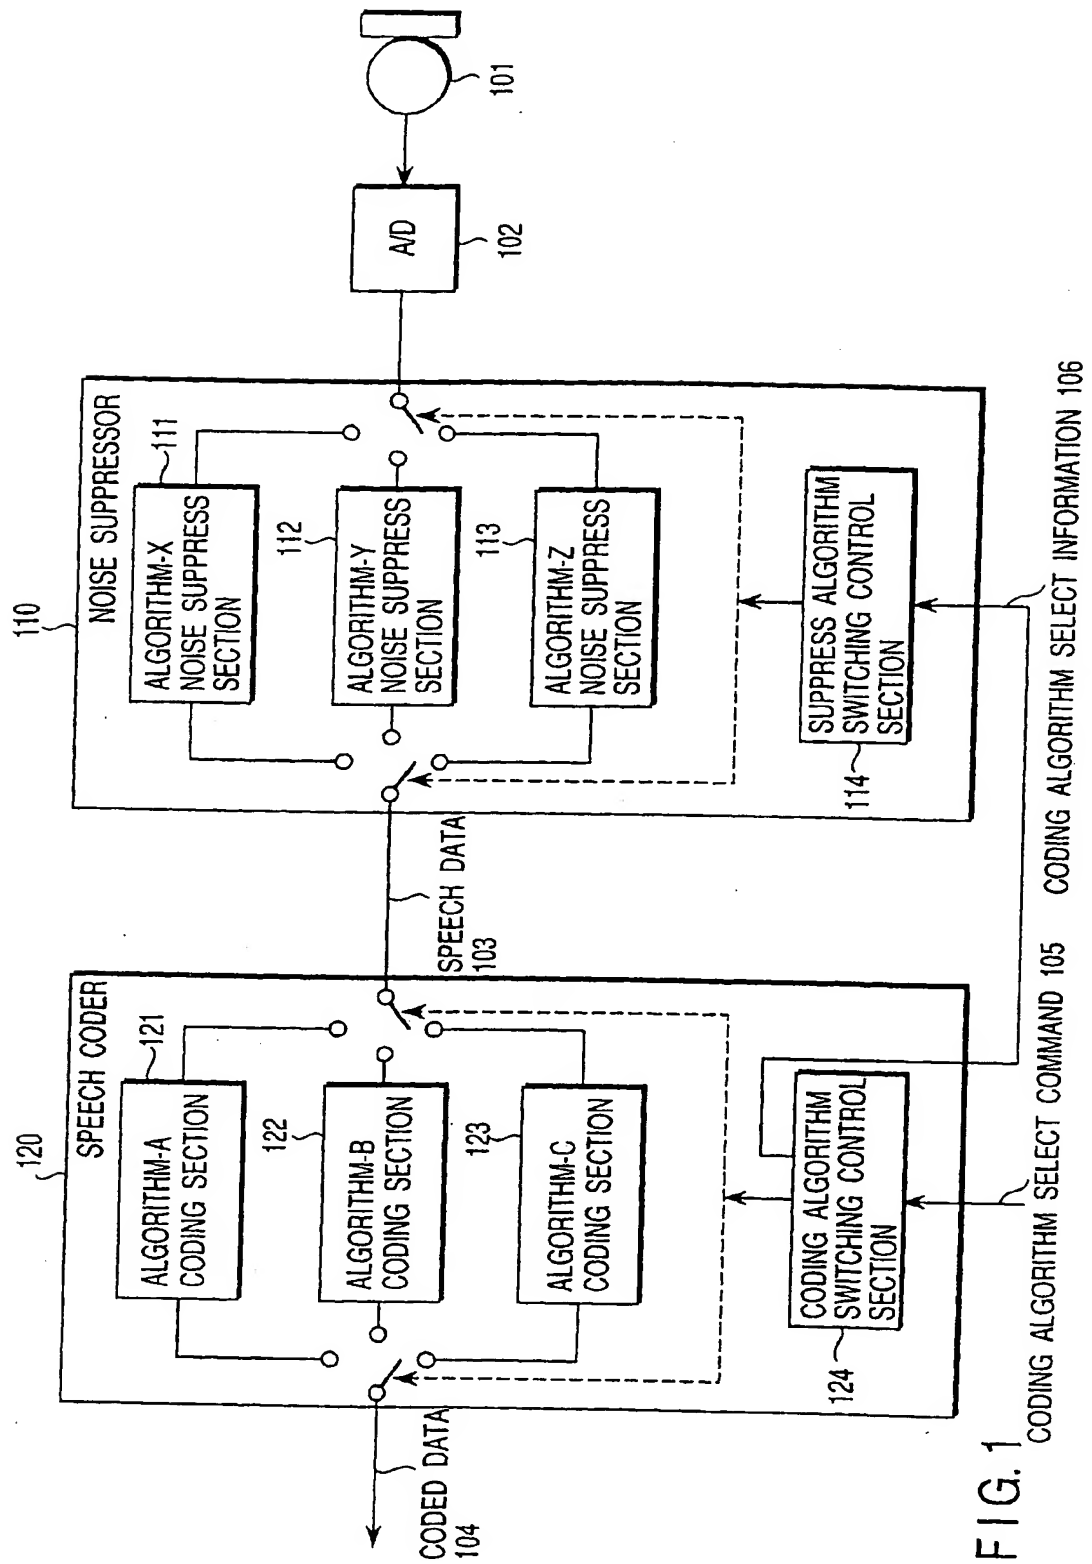 120
SPEECH CODER
ALGORITHM-A
CODING SECTION
121
ALGORITHM-B
CODING SECTION
122
ALGORITHM-C
CODING SECTION
123
CODING ALGORITHM
SWITCHING CONTROL
SECTION
124
CODED DATA
104
SPEECH DATA
103
110
NOISE SUPPRESSOR
ALGORITHM-X
NOISE SUPPRESS
SECTION
111
ALGORITHM-Y
NOISE SUPPRESS
SECTION
112
ALGORITHM-Z
NOISE SUPPRESS
SECTION
113
SUPPRESS ALGORITHM
SWITCHING CONTROL
SECTION
114
A/D
102
101
CODING ALGORITHM SELECT COMMAND 105
CODING ALGORITHM SELECT INFORMATION 106
FIG. 1